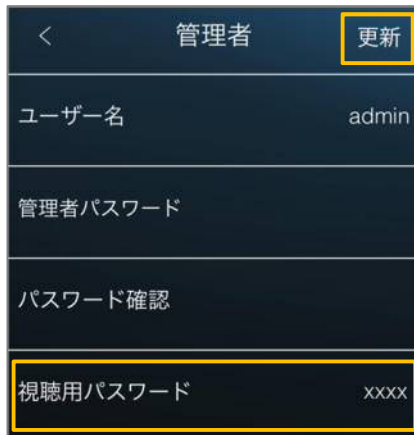 < 管理者 更新
ユーザー名 admin
管理者パスワード
パスワード確認
視聴用パスワード xxxx